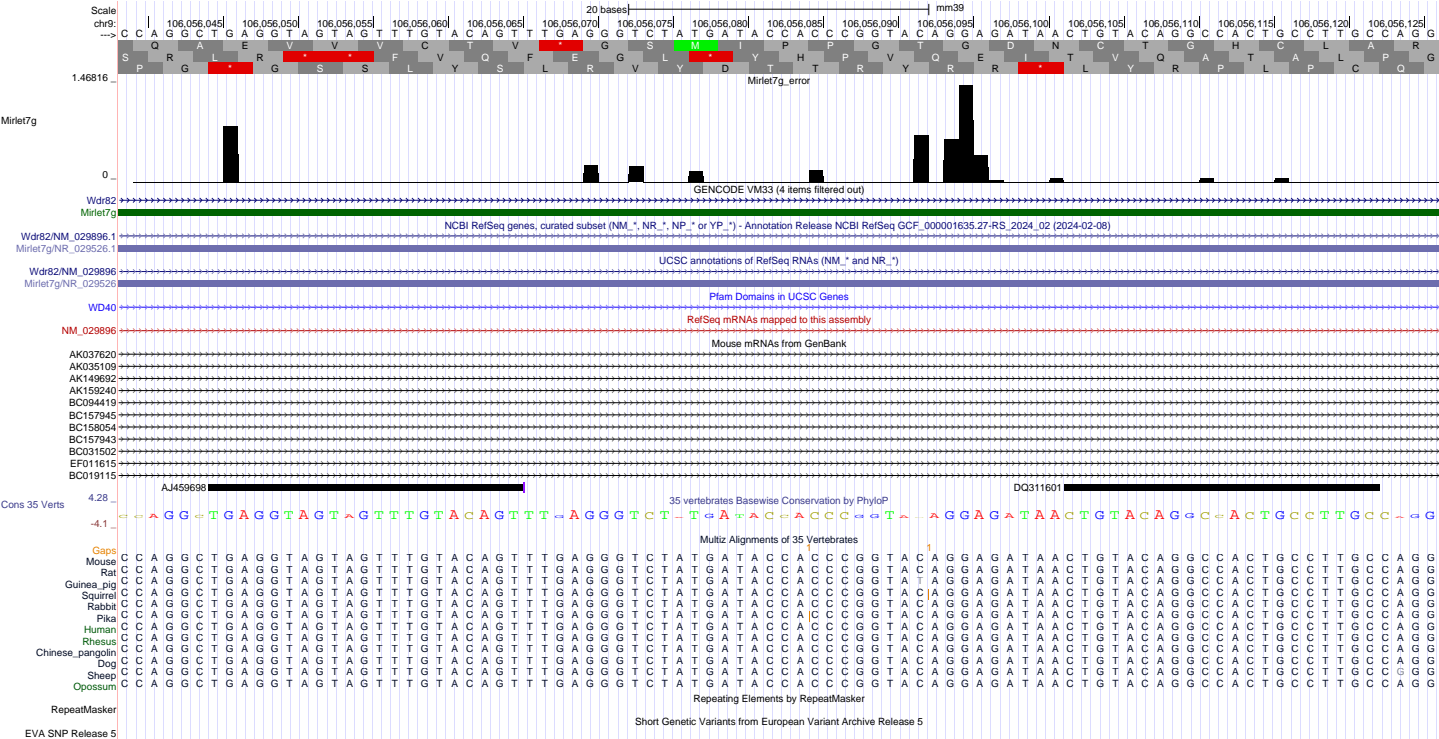 Scale 20 bases mm39
chr9: 106,056,045 106,056,050 106,056,055 106,056,060 106,056,065 106,056,070 106,056,075 106,056,080 106,056,085 106,056,090 106,056,095 106,056,100 106,056,105 106,056,110 106,056,115 106,056,120 106,056,125
---> C C A G G C T G A G G T A G T A G T T T G T A C A G T T T G A G G G T C T A T G A T A C C A C C C G G T A C A G G A G A T A A C T G T A C A G G C C A C T G C C T T G C C A G G
Q A E V V V C T V * G S M I P P G T G D N C T G H C L A R
S R L R * * F V Q F E G L * Y H P V Q E I T V Q A T A L P G
P G * G S S L Y S L R V Y D T T R Y R R * L Y R P L P C Q
1.46816 _ Mirlet7g_error
Mirlet7g
0 _
GENCODE VM33 (4 items filtered out)
Wdr82
Mirlet7g
NCBI RefSeq genes, curated subset (NM_*, NR_*, NP_* or YP_*) - Annotation Release NCBI RefSeq GCF_000001635.27-RS_2024_02 (2024-02-08)
Wdr82/NM_029896.1
Mirlet7g/NR_029526.1
UCSC annotations of RefSeq RNAs (NM_* and NR_*)
Wdr82/NM_029896
Mirlet7g/NR_029526
Pfam Domains in UCSC Genes
WD40
RefSeq mRNAs mapped to this assembly
NM_029896
Mouse mRNAs from GenBank
AK037620
AK035109
AK149692
AK159240
BC094419
BC157945
BC158054
BC157943
BC031502
EF011615
BC019115
AJ459698 DQ311601
4.28 _ 35 vertebrates Basewise Conservation by PhyloP
Cons 35 Verts
-4.1 _
Multiz Alignments of 35 Vertebrates
Gaps 1 1
Mouse C C A G G C T G A G G T A G T A G T T T G T A C A G T T T G A G G G T C T A T G A T A C C A C C C G G T A C A G G A G A T A A C T G T A C A G G C C A C T G C C T T G C C A G G
Rat C C A G G C T G A G G T A G T A G T T T G T A C A G T T T G A G G G T C T A T G A T A C C A C C C G G T A C A G G A G A T A A C T G T A C A G G C C A C T G C C T T G C C A G G
Guinea_pig C C A G G C T G A G G T A G T A G T T T G T A C A G T T T G A G G G T C T A T G A T A C C A C C C G G T A T A G G A G A T A A C T G T A C A G G C C A C T G C C T T G C C A G G
Squirrel C C A G G C T G A G G T A G T A G T T T G T A C A G T T T G A G G G T C T A T G A T A C C A C C C G G T A C A G G A G A T A A C T G T A C A G G C C A C T G C C T T G C C A G G
Rabbit C C A G G C T G A G G T A G T A G T T T G T A C A G T T T G A G G G T C T A T G A T A C C A C C C G G T A C A G G A G A T A A C T G T A C A G G C C A C T G C C T T G C C A G G
Pika C C A G G C T G A G G T A G T A G T T T G T A C A G T T T G A G G G T C T A T G A T A C C A C C C G G T A C A G G A G A T A A C T G T A C A G G C C A C T G C C T T G C C A G G
Human C C A G G C T G A G G T A G T A G T T T G T A C A G T T T G A G G G T C T A T G A T A C C A C C C G G T A C A G G A G A T A A C T G T A C A G G C C A C T G C C T T G C C A G G
Rhesus C C A G G C T G A G G T A G T A G T T T G T A C A G T T T G A G G G T C T A T G A T A C C A C C C G G T A C A G G A G A T A A C T G T A C A G G C C A C T G C C T T G C C A G G
Chinese_pangolin C C A G G C T G A G G T A G T A G T T T G T A C A G T T T G A G G G T C T A T G A T A C C A C C C G G T A C A G G A G A T A A C T G T A C A G G C C A C T G C C T T G C C A G G
Dog C C A G G C T G A G G T A G T A G T T T G T A C A G T T T G A G G G T C T A T G A T A C C A C C C G G T A C A G G A G A T A A C T G T A C A G G C C A C T G C C T T G C C A G G
Sheep C C A G G C T G A G G T A G T A G T T T G T A C A G T T T G A G G G T C T A T G A T A C C A C C C G G T A C A G G A G A T A A C T G T A C A G G C C A C T G C C T T G C C G G G
Opossum C C A G G C T G A G G T A G T A G T T T G T A C A G T T T G A G G G T C T A T G A T A C C A C C C G G T A C A G G A G A T A A C T G T A C A G G C C A C T G C C T T G C C A G G
Repeating Elements by RepeatMasker
RepeatMasker
Short Genetic Variants from European Variant Archive Release 5
EVA SNP Release 5